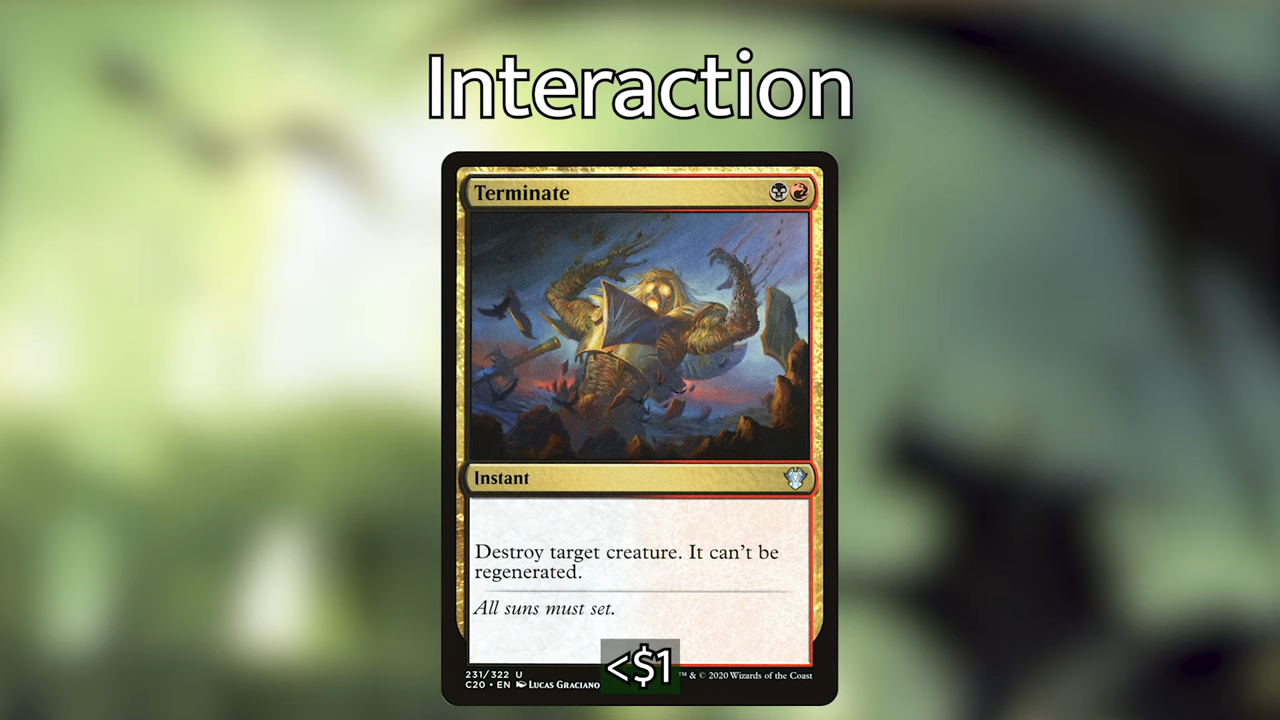 Interaction
Terminate
Instant
Destroy target creature. It can't be
regenerated.
All suns must set.
<$1
231/322 U
C20 • EN LUCAS GRACIANO
™ & © 2020 Wizards of the Coast